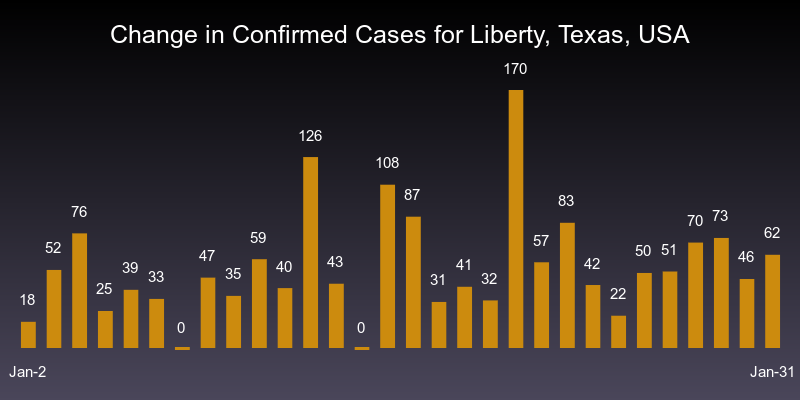 Change in Confirmed Cases for Liberty, Texas, USA
18 52 76 25 39 33 0 47 35 59 40 126 43 0 108 87 31 41 32 170 57 83 42 22 50 51 70 73 46 62
Jan-2 Jan-31